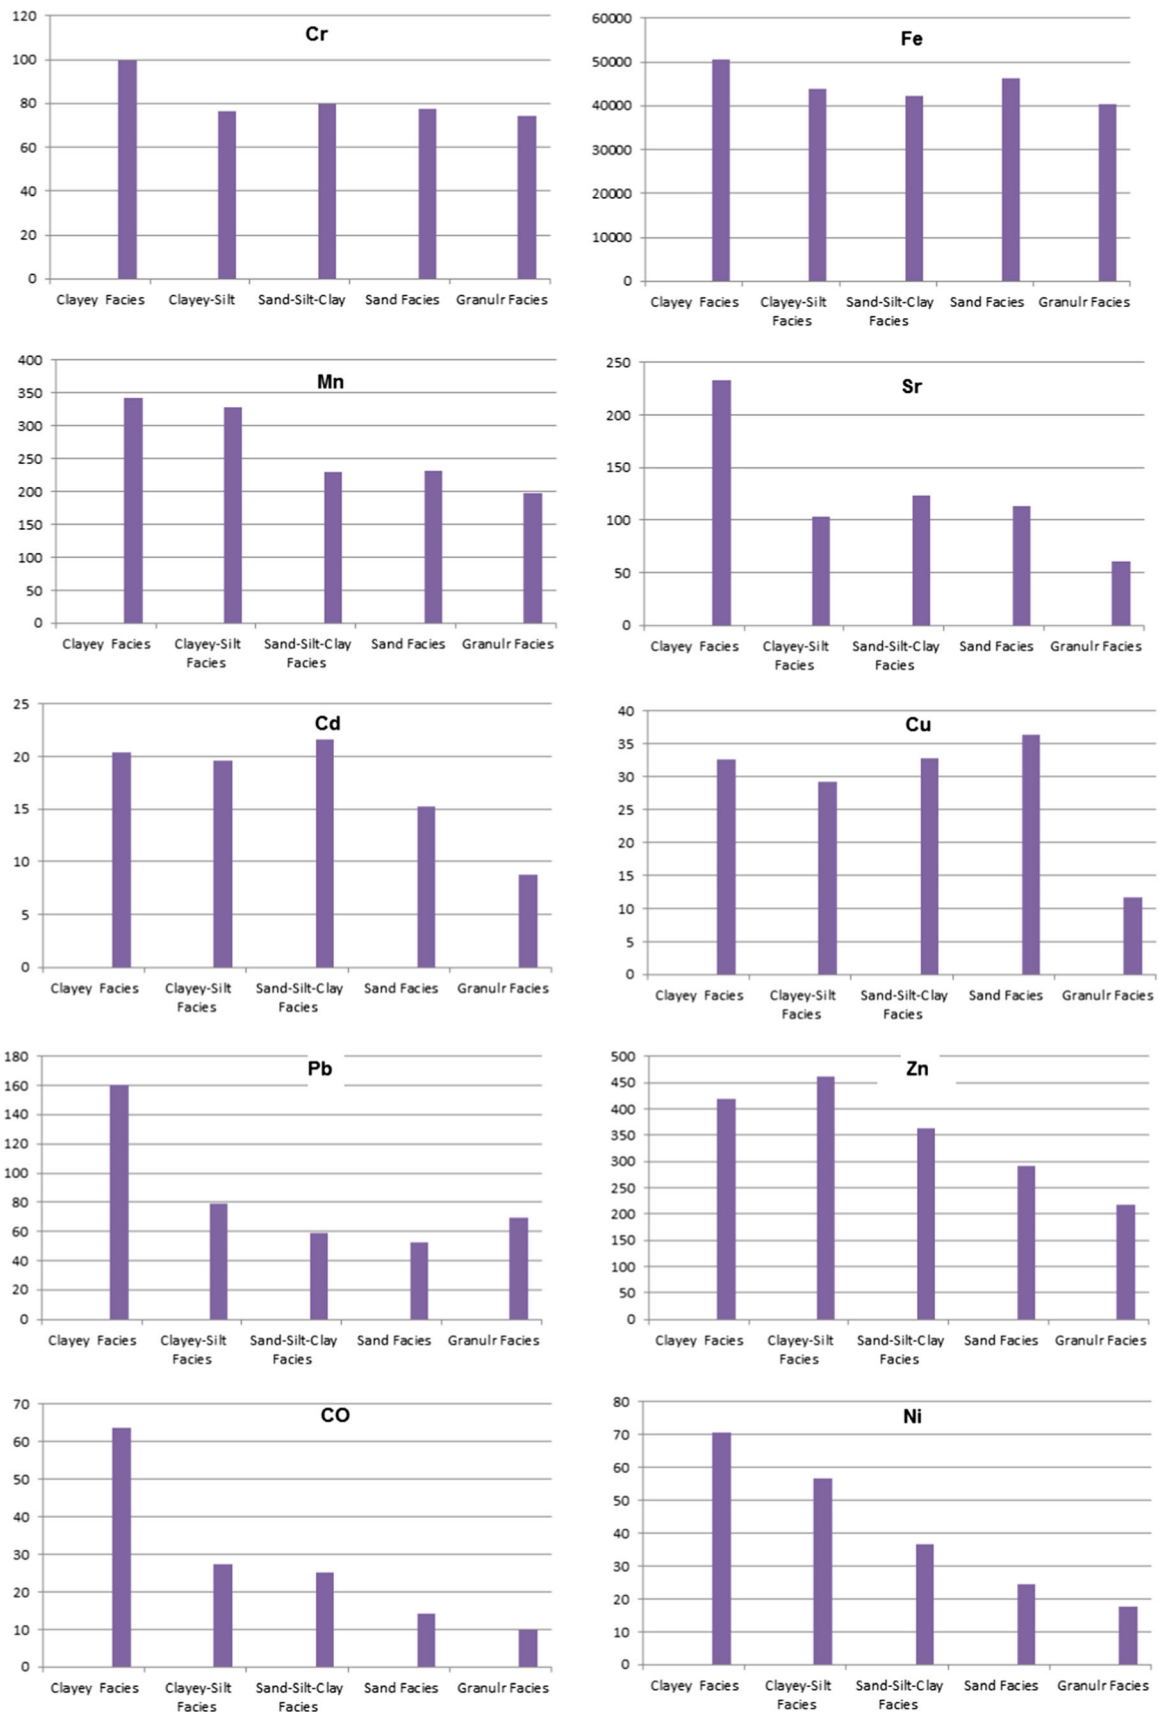 Cr
120
100
80
60
40
20
0
Clayey Facies Clayey-Silt Sand-Silt-Clay Sand Facies Granulr Facies
Fe
60000
50000
40000
30000
20000
10000
0
Clayey Facies Clayey-Silt Sand-Silt-Clay Sand Facies Granulr Facies
Facies Facies
Mn
400
350
300
250
200
150
100
50
0
Clayey Facies Clayey-Silt Sand-Silt-Clay Sand Facies Granulr Facies
Facies Facies
Sr
250
200
150
100
50
0
Clayey Facies Clayey-Silt Sand-Silt-Clay Sand Facies Granulr Facies
Facies Facies
Cd
25
20
15
10
5
0
Clayey Facies Clayey-Silt Sand-Silt-Clay Sand Facies Granulr Facies
Facies Facies
Cu
40
35
30
25
20
15
10
5
0
Clayey Facies Clayey-Silt Sand-Silt-Clay Sand Facies Granulr Facies
Facies Facies
Pb
180
160
140
120
100
80
60
40
20
0
Clayey Facies Clayey-Silt Sand-Silt-Clay Sand Facies Granulr Facies
Facies Facies
Zn
500
450
400
350
300
250
200
150
100
50
0
Clayey Facies Clayey-Silt Sand-Silt-Clay Sand Facies Granulr Facies
Facies Facies
CO
70
60
50
40
30
20
10
0
Clayey Facies Clayey-Silt Sand-Silt-Clay Sand Facies Granulr Facies
Facies Facies
Ni
80
70
60
50
40
30
20
10
0
Clayey Facies Clayey-Silt Sand-Silt-Clay Sand Facies Granulr Facies
Facies Facies